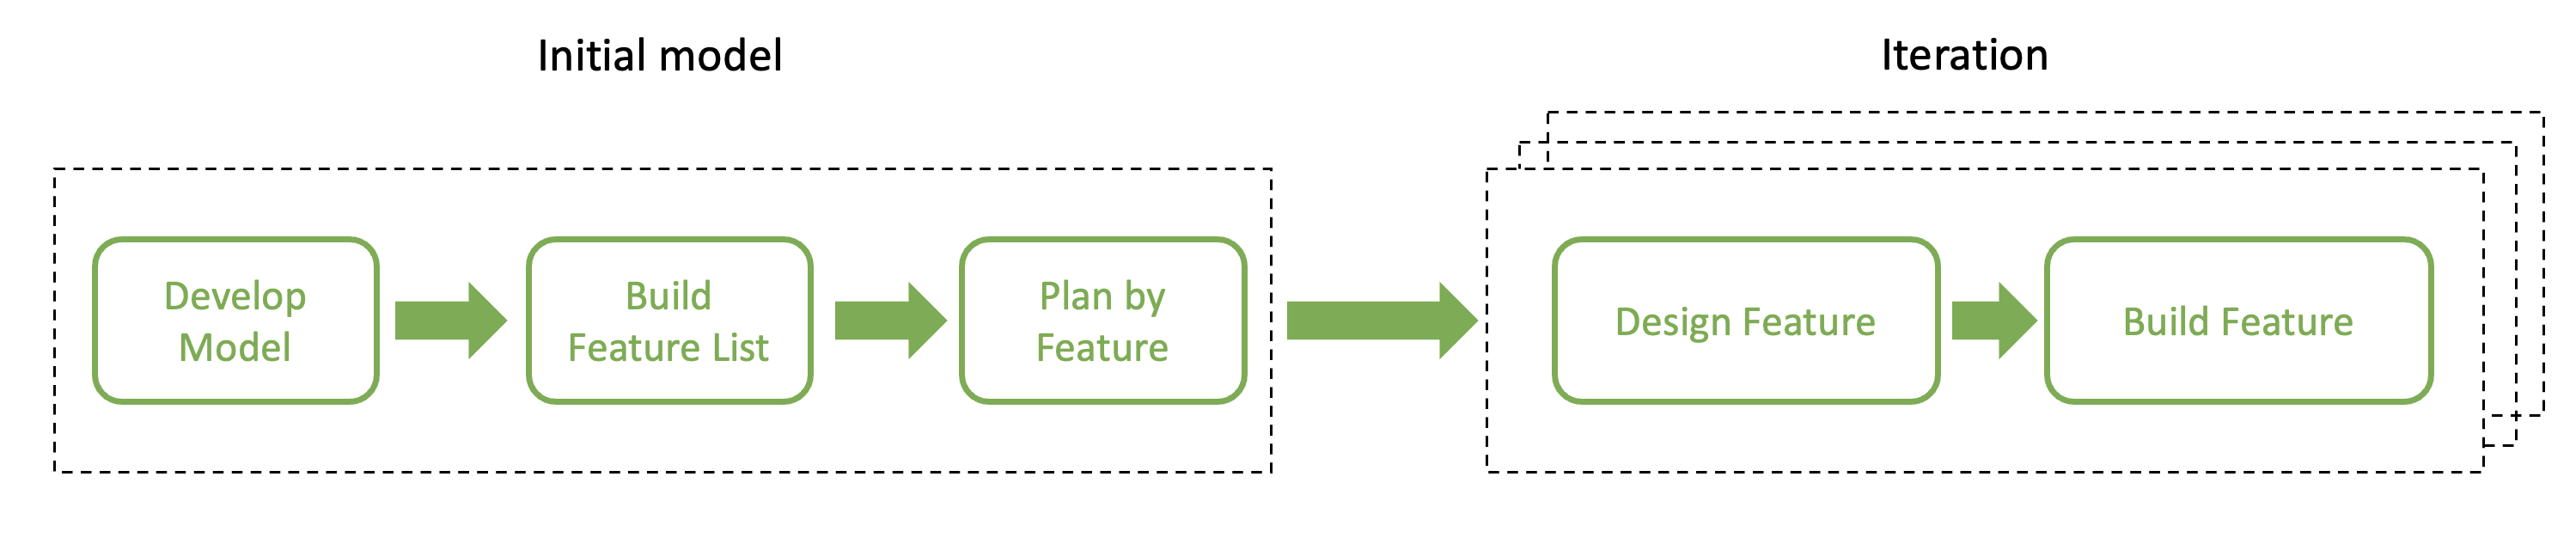 Initial model
Iteration
Develop
Model
Build
Feature List
Plan by
Feature
Design Feature
Build Feature